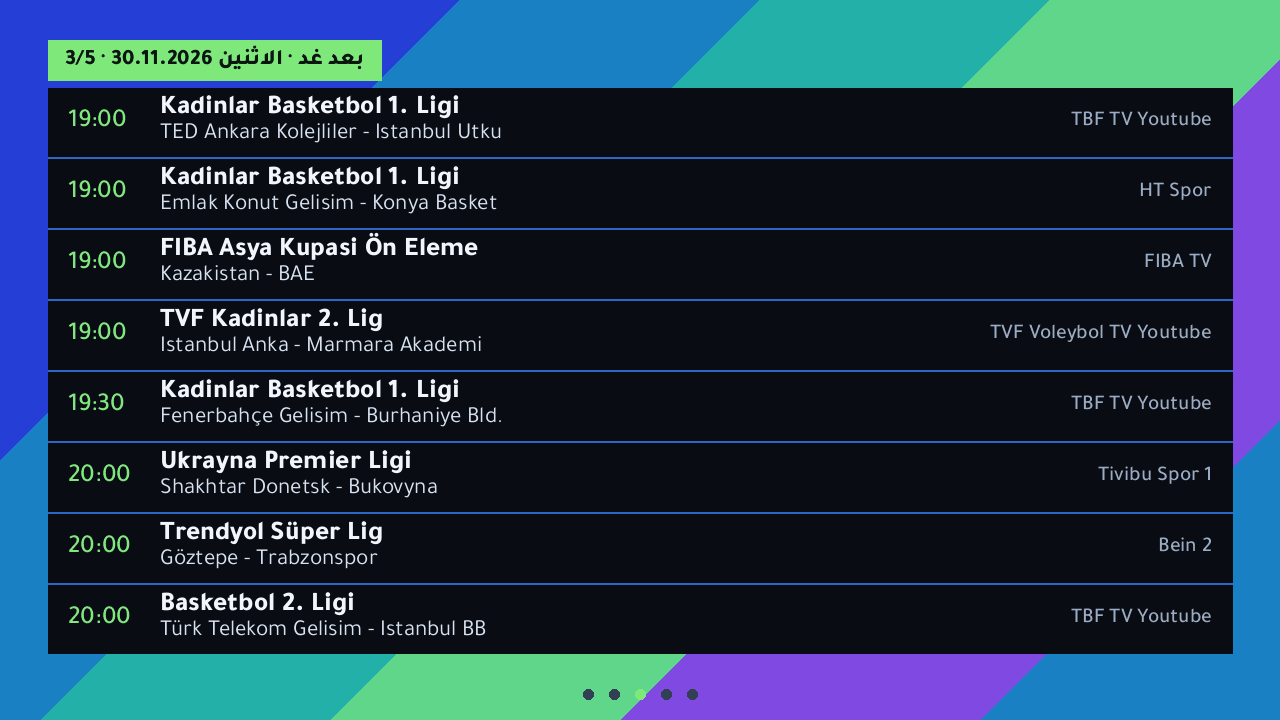 بعد غد · الاثنين 30.11.2026 · 3/5
19:00
Kadinlar Basketbol 1. Ligi
TED Ankara Kolejliler - Istanbul Utku
TBF TV Youtube
19:00
Kadinlar Basketbol 1. Ligi
Emlak Konut Gelisim - Konya Basket
HT Spor
19:00
FIBA Asya Kupasi Ön Eleme
Kazakistan - BAE
FIBA TV
19:00
TVF Kadinlar 2. Lig
Istanbul Anka - Marmara Akademi
TVF Voleybol TV Youtube
19:30
Kadinlar Basketbol 1. Ligi
Fenerbahçe Gelisim - Burhaniye Bld.
TBF TV Youtube
20:00
Ukrayna Premier Ligi
Shakhtar Donetsk - Bukovyna
Tivibu Spor 1
20:00
Trendyol Süper Lig
Göztepe - Trabzonspor
Bein 2
20:00
Basketbol 2. Ligi
Türk Telekom Gelisim - Istanbul BB
TBF TV Youtube